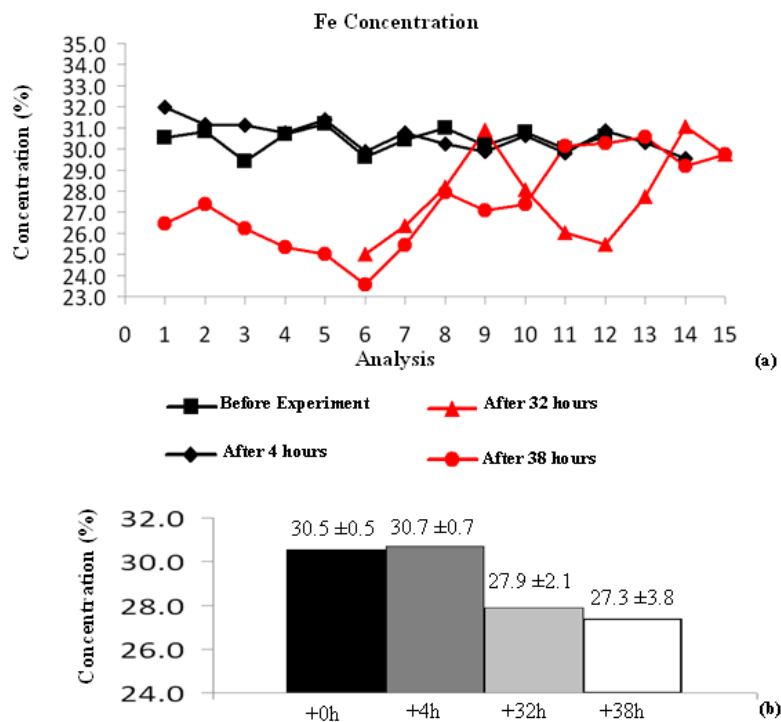 Fe Concentration
Concentration (%)
35.0
34.0
33.0
32.0
31.0
30.0
29.0
28.0
27.0
26.0
25.0
24.0
23.0
0 1 2 3 4 5 6 7 8 9 10 11 12 13 14 15
Analysis
(a)
Before Experiment
After 32 hours
After 4 hours
After 38 hours
Concentration (%)
32.0
30.0
28.0
26.0
24.0
30.5 ±0.5
30.7 ±0.7
27.9 ±2.1
27.3 ±3.8
+0h +4h +32h +38h
(b)